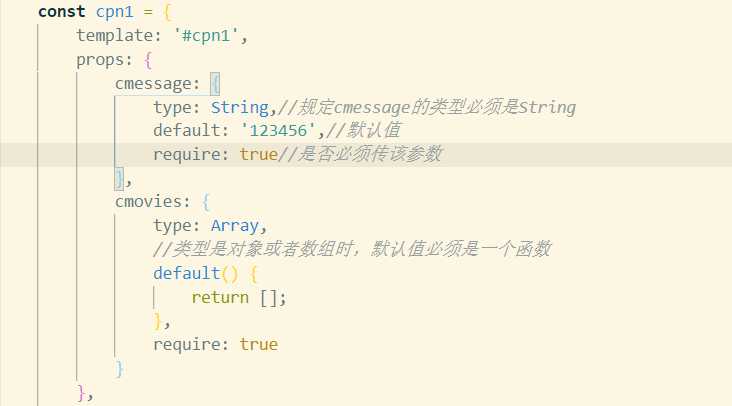 const cpn1 = {
template: '#cpn1',
props: {
cmessage: {
type: String,//规定cmessage的类型必须是String
default: '123456',//默认值
require: true//是否必须传该参数
},
cmovies: {
type: Array,
//类型是对象或者数组时，默认值必须是一个函数
default() {
return [];
},
require: true
}
},